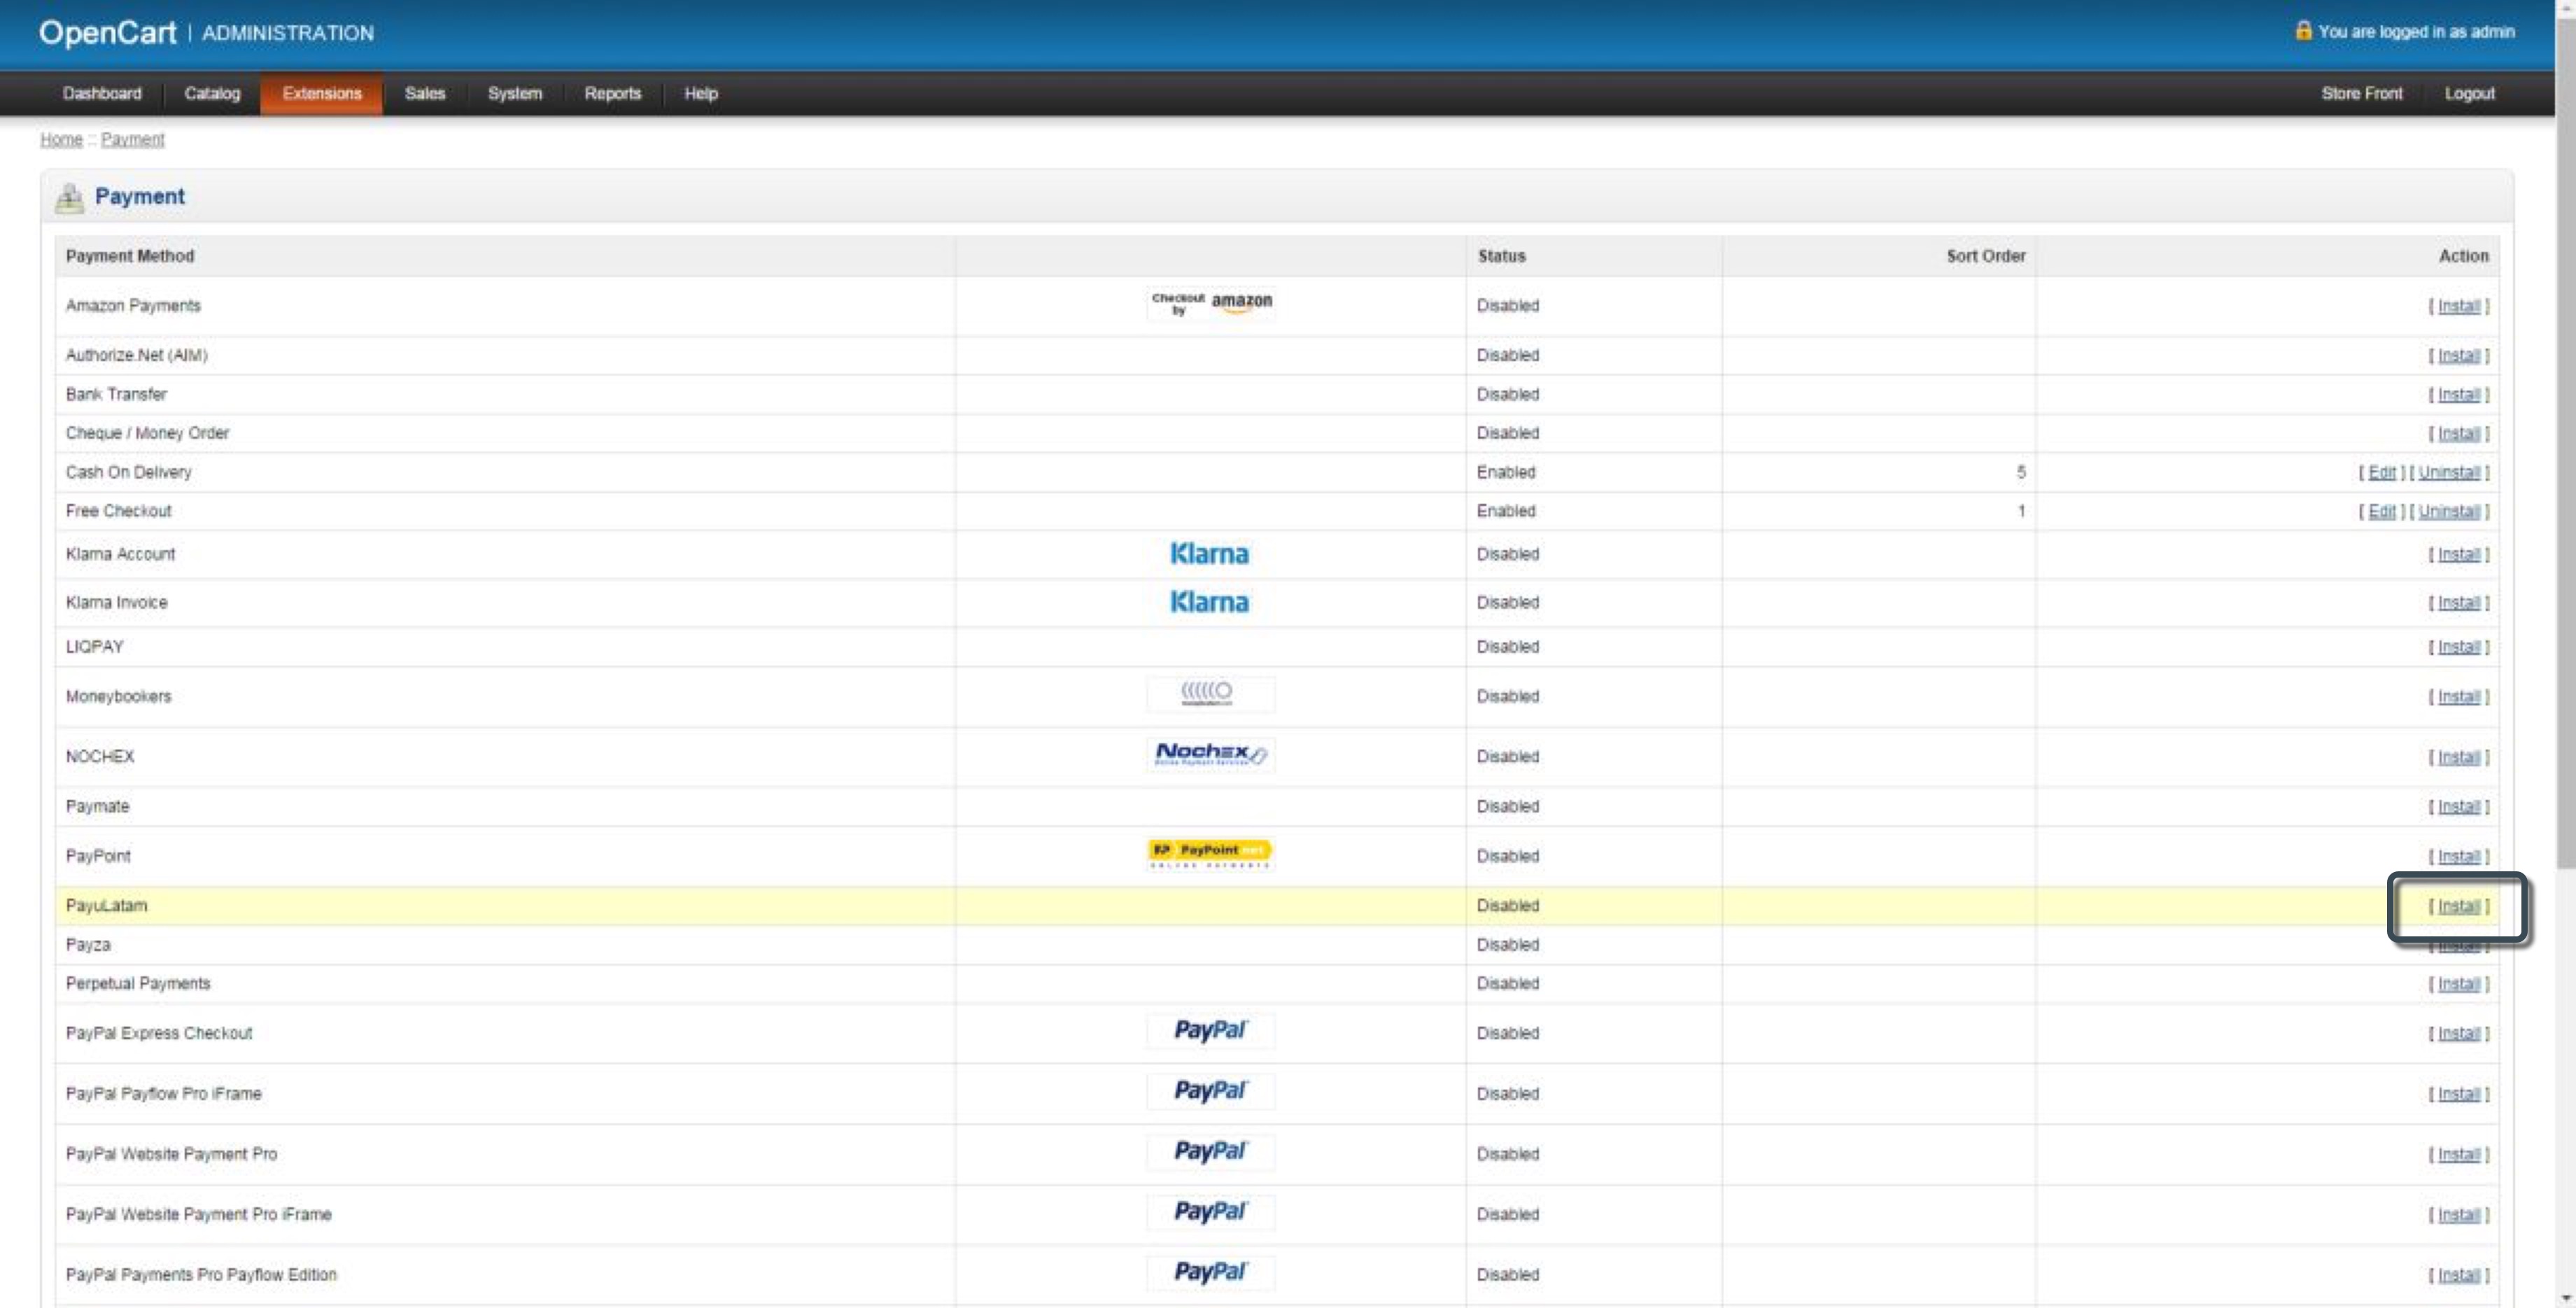 OpenCart | ADMINISTRATION
You are logged in as admin
Dashboard Catalog Extensions Sales System Reports Help Store Front Logout
Home :: Payment
Payment
Payment Method Status Sort Order Action
Amazon Payments Checkout by amazon Disabled [ Install ]
Authorize.Net (AIM) Disabled [ Install ]
Bank Transfer Disabled [ Install ]
Cheque / Money Order Disabled [ Install ]
Cash On Delivery Enabled 5 [ Edit ] [ Uninstall ]
Free Checkout Enabled 1 [ Edit ] [ Uninstall ]
Klarna Account Klarna Disabled [ Install ]
Klarna Invoice Klarna Disabled [ Install ]
LIQPAY Disabled [ Install ]
Moneybookers Disabled [ Install ]
NOCHEX Nochex Online Payment Services Disabled [ Install ]
Paymate Disabled [ Install ]
PayPoint PayPoint.net ONLINE PAYMENTS Disabled [ Install ]
PayuLatam Disabled [ Install ]
Payza Disabled [ Install ]
Perpetual Payments Disabled [ Install ]
PayPal Express Checkout PayPal Disabled [ Install ]
PayPal Payflow Pro iFrame PayPal Disabled [ Install ]
PayPal Website Payment Pro PayPal Disabled [ Install ]
PayPal Website Payment Pro iFrame PayPal Disabled [ Install ]
PayPal Payments Pro Payflow Edition PayPal Disabled [ Install ]